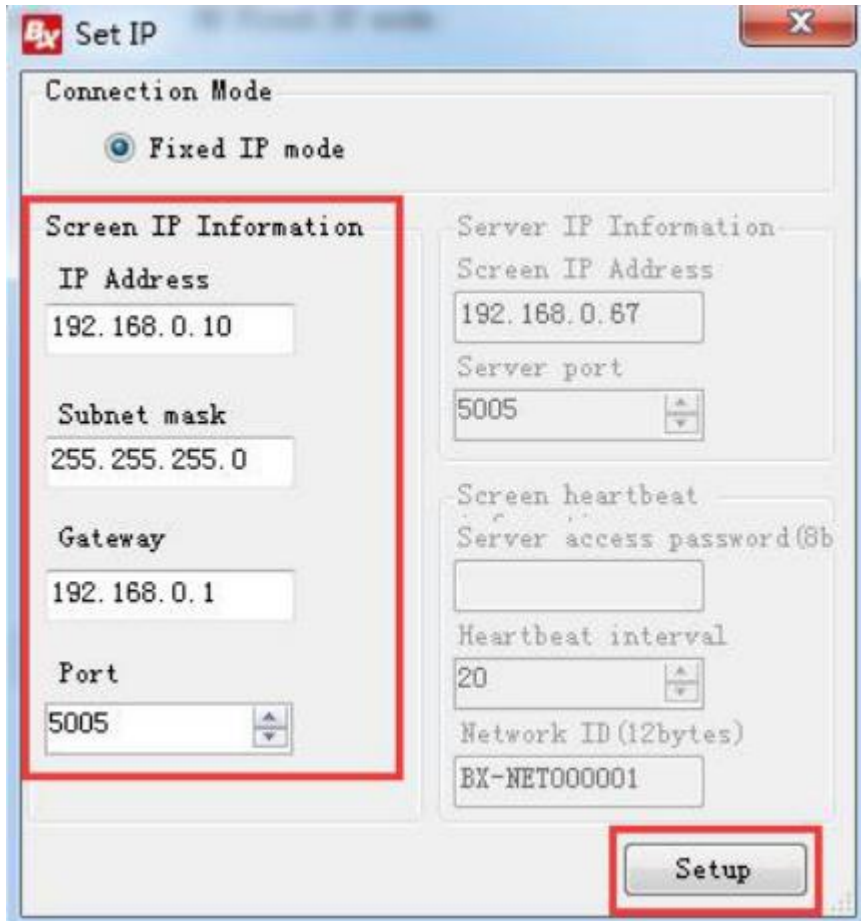 BX Set IP
Connection Mode
Fixed IP mode
Screen IP Information
IP Address
192.168.0.10
Subnet mask
255.255.255.0
Gateway
192.168.0.1
Port
5005
Server IP Information
Screen IP Address
192.168.0.67
Server port
5005
Screen heartbeat
Server access password(8b
Heartbeat interval
20
Network ID(12bytes)
BX-NET000001
Setup